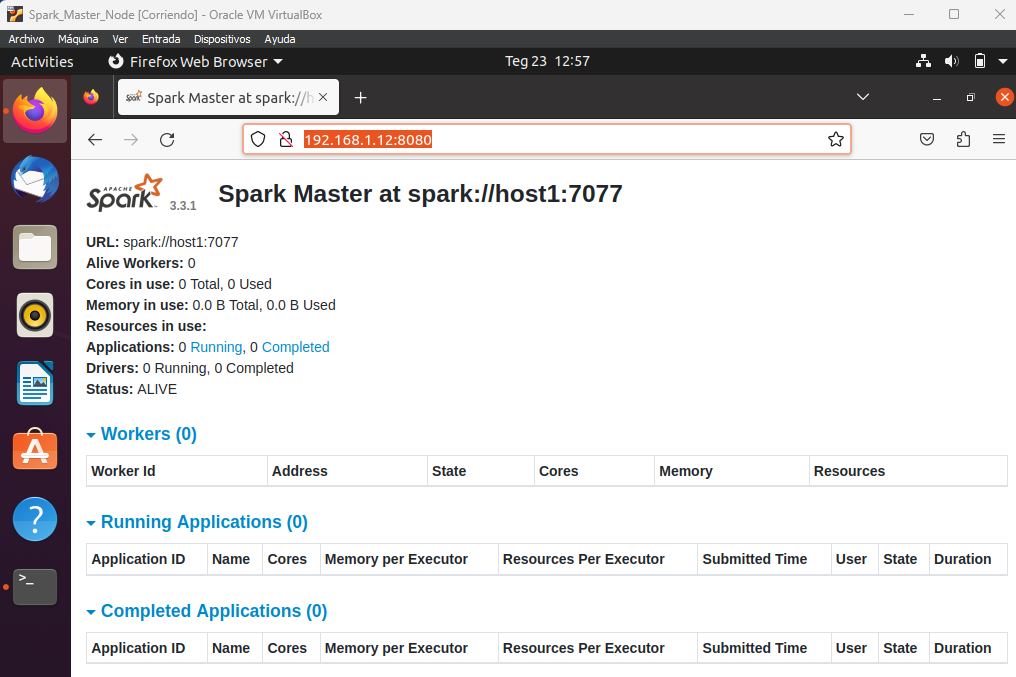 Spark_Master_Node [Corriendo] - Oracle VM VirtualBox
Archivo Máquina Ver Entrada Dispositivos Ayuda
Activities Firefox Web Browser Teg 23 12:57
Spark Master at spark://h
192.168.1.12:8080
APACHE Spark 3.3.1 Spark Master at spark://host1:7077
URL: spark://host1:7077
Alive Workers: 0
Cores in use: 0 Total, 0 Used
Memory in use: 0.0 B Total, 0.0 B Used
Resources in use:
Applications: 0 Running, 0 Completed
Drivers: 0 Running, 0 Completed
Status: ALIVE
Workers (0)
Worker Id Address State Cores Memory Resources
Running Applications (0)
Application ID Name Cores Memory per Executor Resources Per Executor Submitted Time User State Duration
Completed Applications (0)
Application ID Name Cores Memory per Executor Resources Per Executor Submitted Time User State Duration